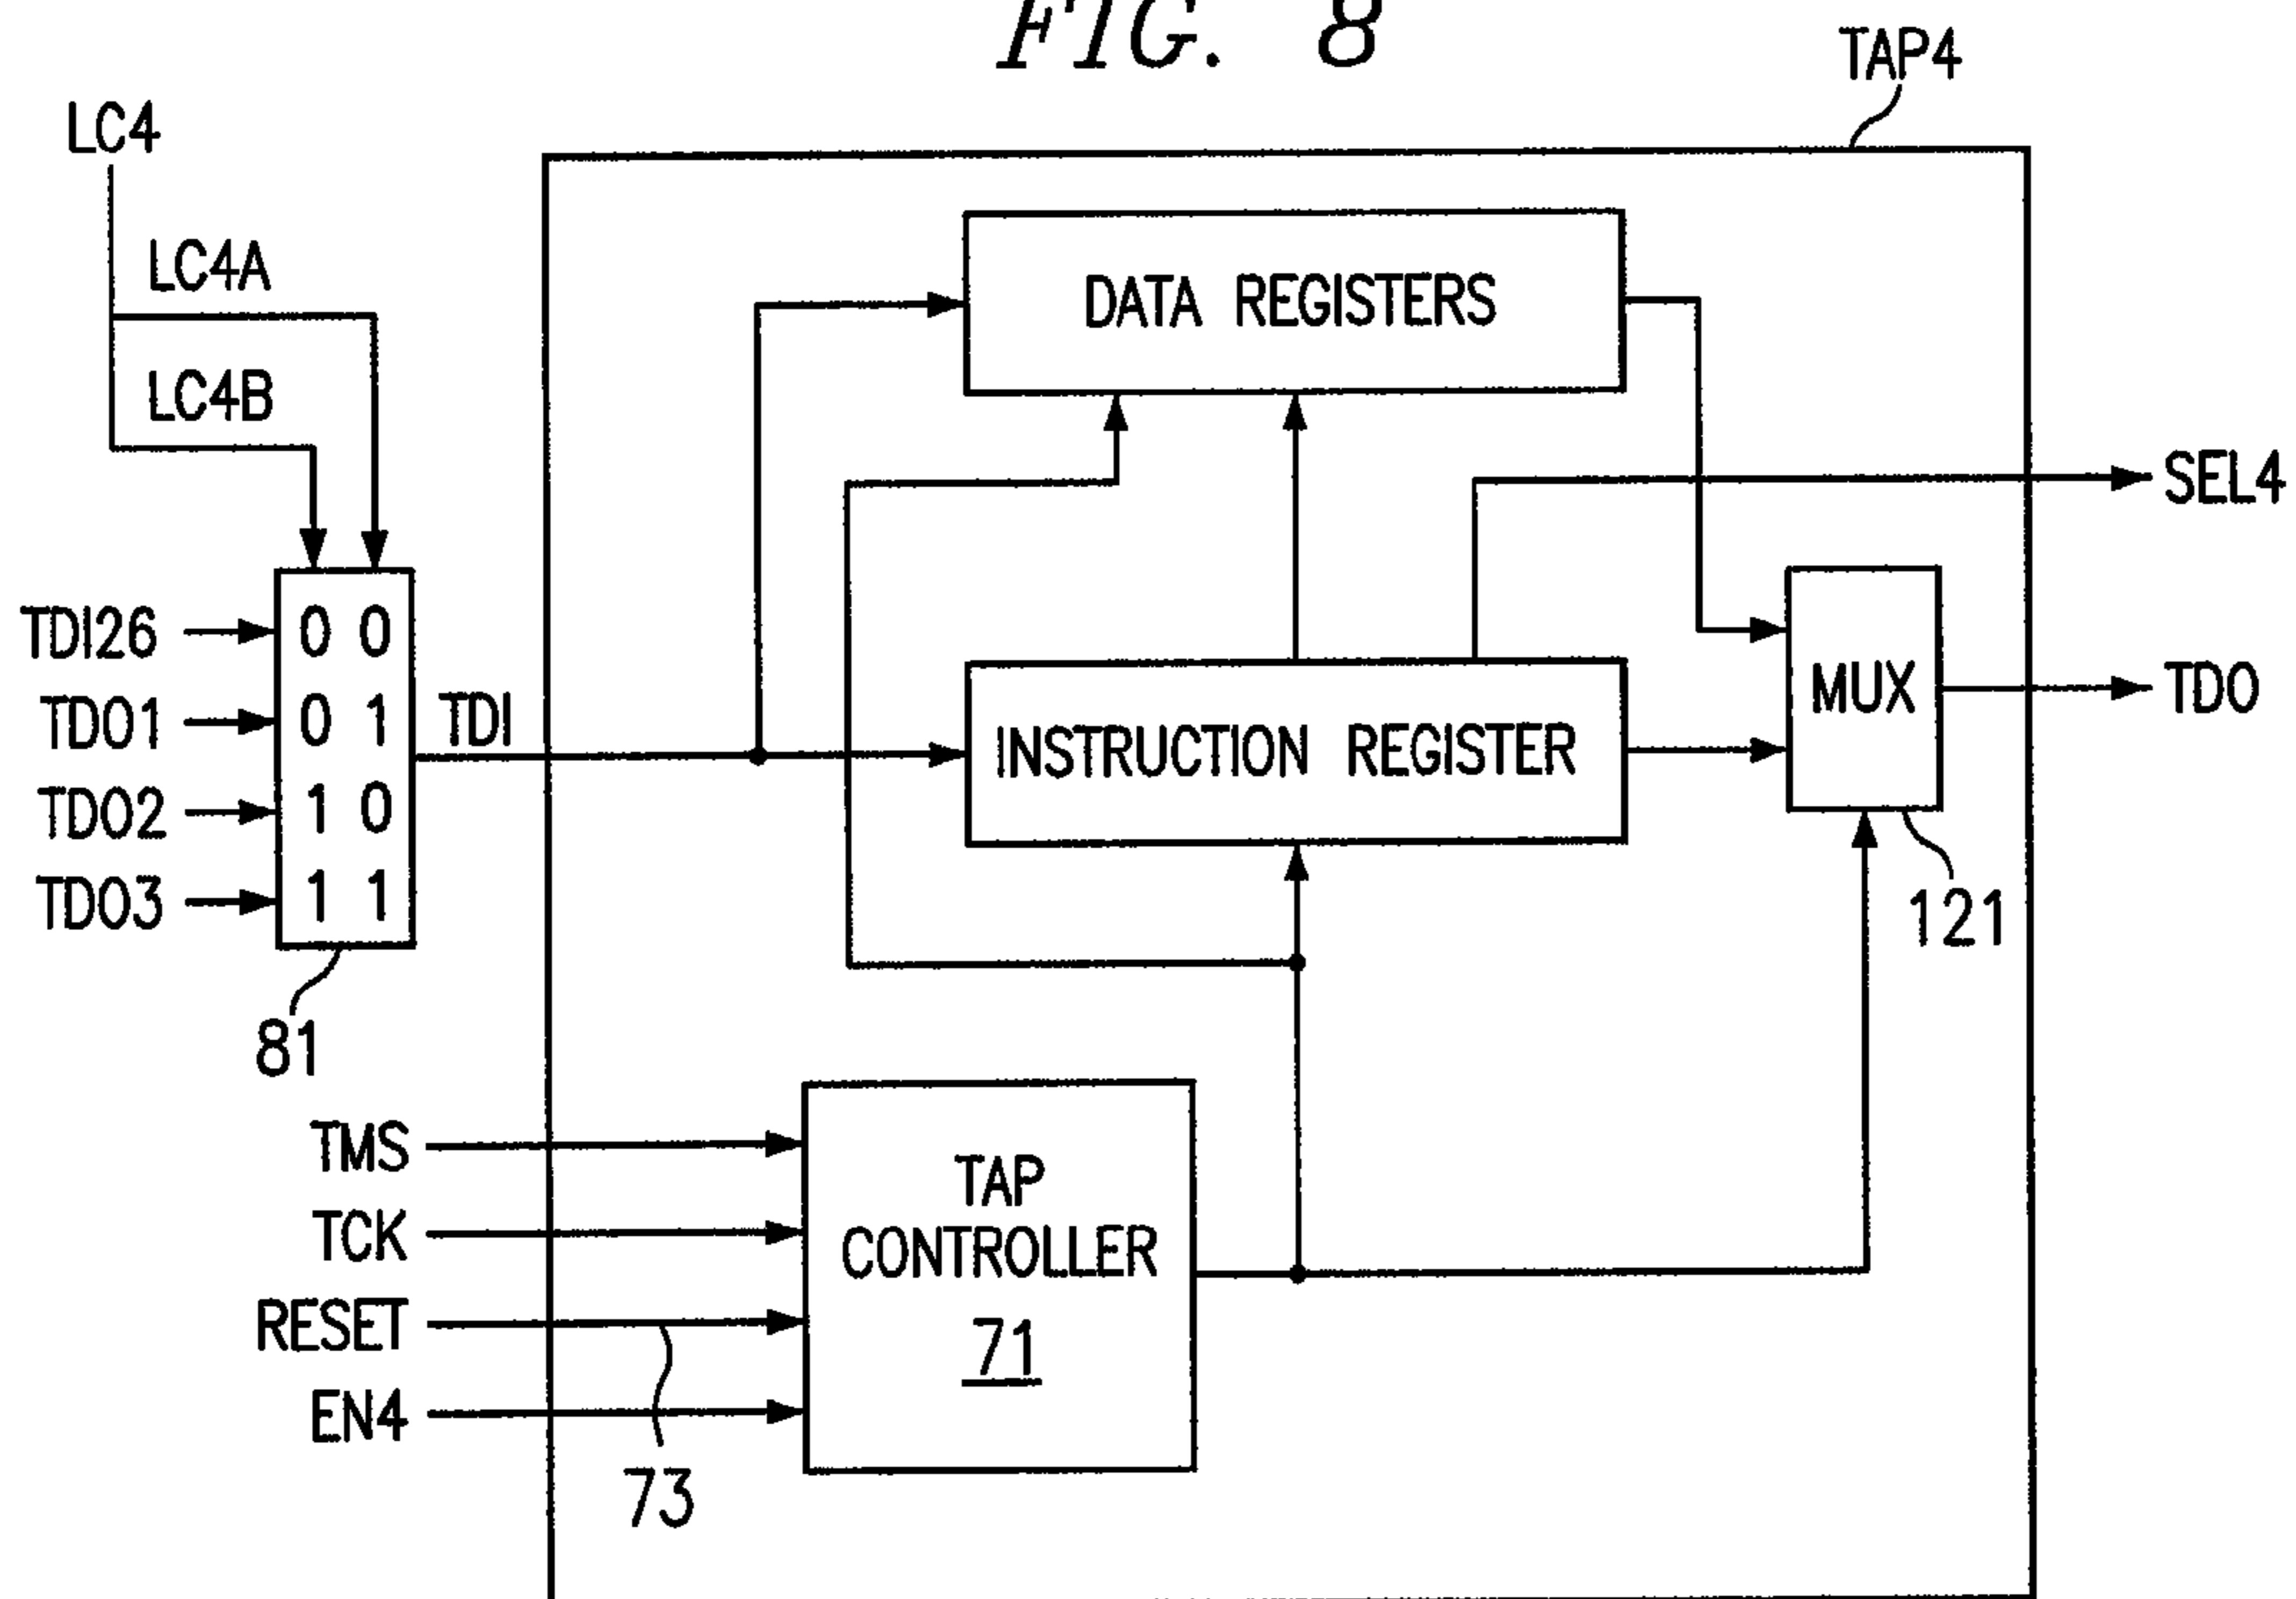 FIG. 8
TAP4
LC4
LC4A
LC4B
DATA REGISTERS
SEL4
TDI26
0 0
TDO1
0 1
TDO2
1 0
TDO3
1 1
TDI
INSTRUCTION REGISTER
MUX
TDO
121
81
TMS
TCK
RESET
EN4
TAP
CONTROLLER
71
73